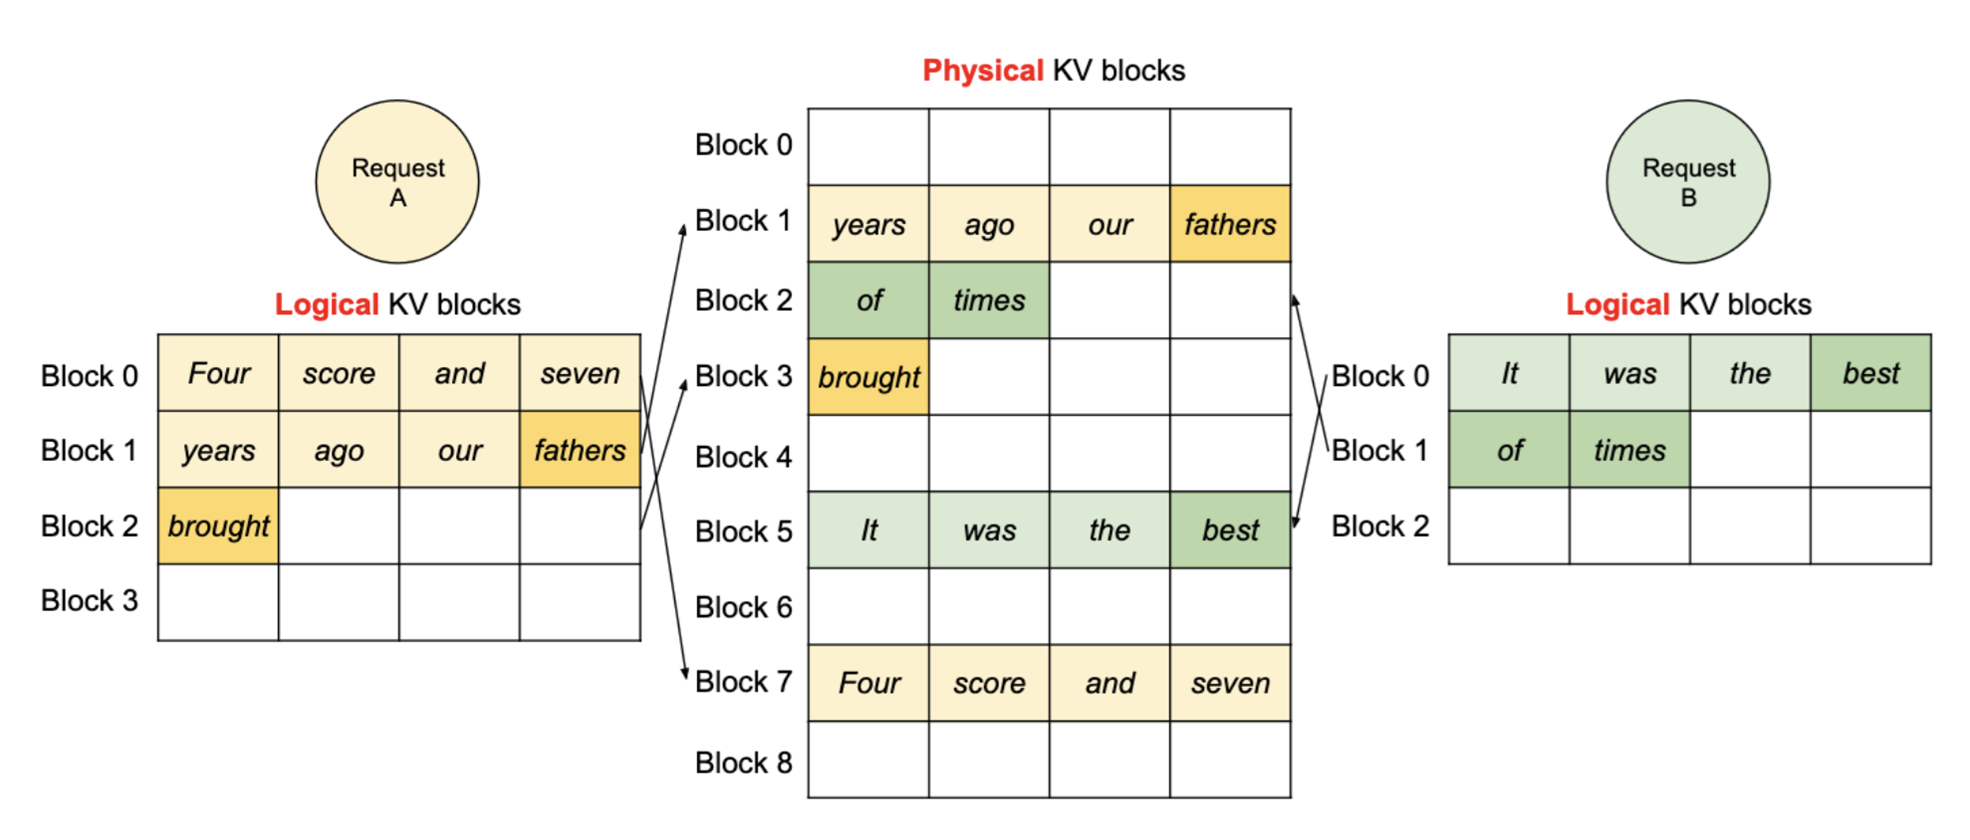 Physical KV blocks
Request
A
Request
B
Logical KV blocks
Block 0 Four score and seven
Block 1 years ago our fathers
Block 2 brought
Block 3
Block 0
Block 1 years ago our fathers
Block 2 of times
Block 3 brought
Block 4
Block 5 It was the best
Block 6
Block 7 Four score and seven
Block 8
Logical KV blocks
Block 0 It was the best
Block 1 of times
Block 2